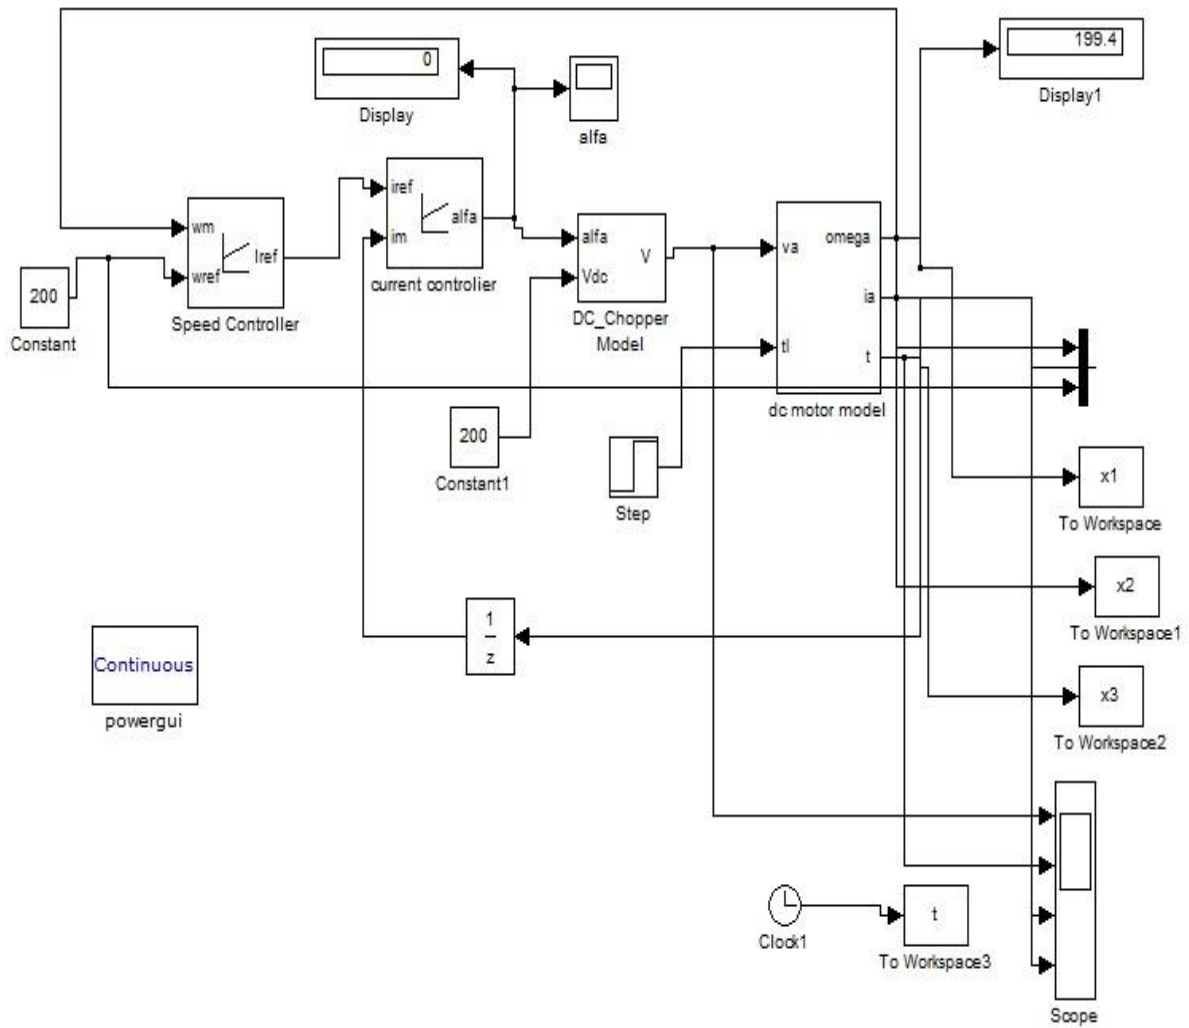 0
Display
alfa
199.4
Display1
wm
wref
Iref
Speed Controller
200
Constant
iref
im
alfa
current controlier
alfa
Vdc
V
DC_Chopper
Model
va
tl
omega
ia
t
dc motor model
200
Constant1
Step
x1
To Workspace
x2
To Workspace1
x3
To Workspace2
1
z
Continuous
powergui
Clock1
t
To Workspace3
Scope